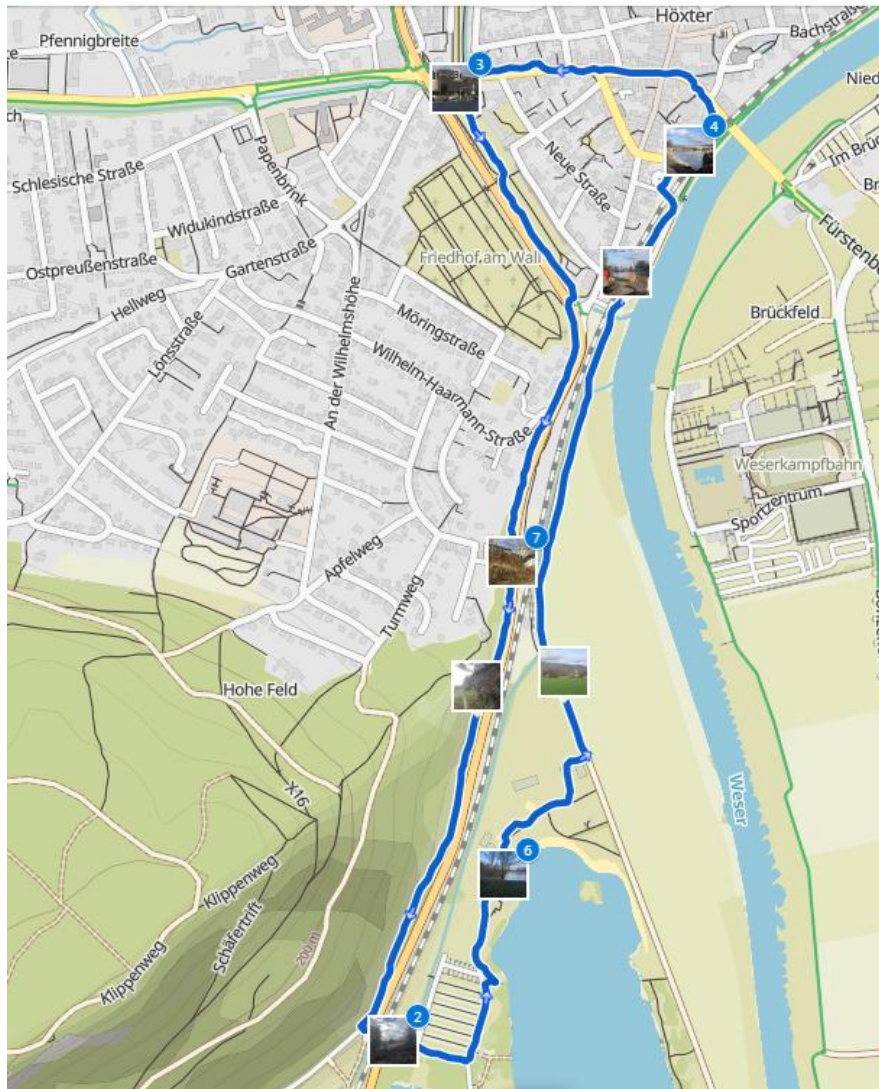 Pfennigbreite
Höxter
Bachstraße
3
4
Schlesische Straße
Papenbrink
Neue Straße
Im Brüc
Widukindstraße
Fürstenb
Ostpreußenstraße
Gartenstraße
Friedhof am Wall
Hellweg
An der Wilhelmshöhe
Möringstraße
Brückfeld
Lönsstraße
Wilhelm-Haarmann-Straße
Weserkampfbahn
Sportzentrum
7
Apfelweg
Turmweg
Hohe Feld
Weser
X16
6
Klippenweg
Schäfertrift
200 m
Klippenweg
2